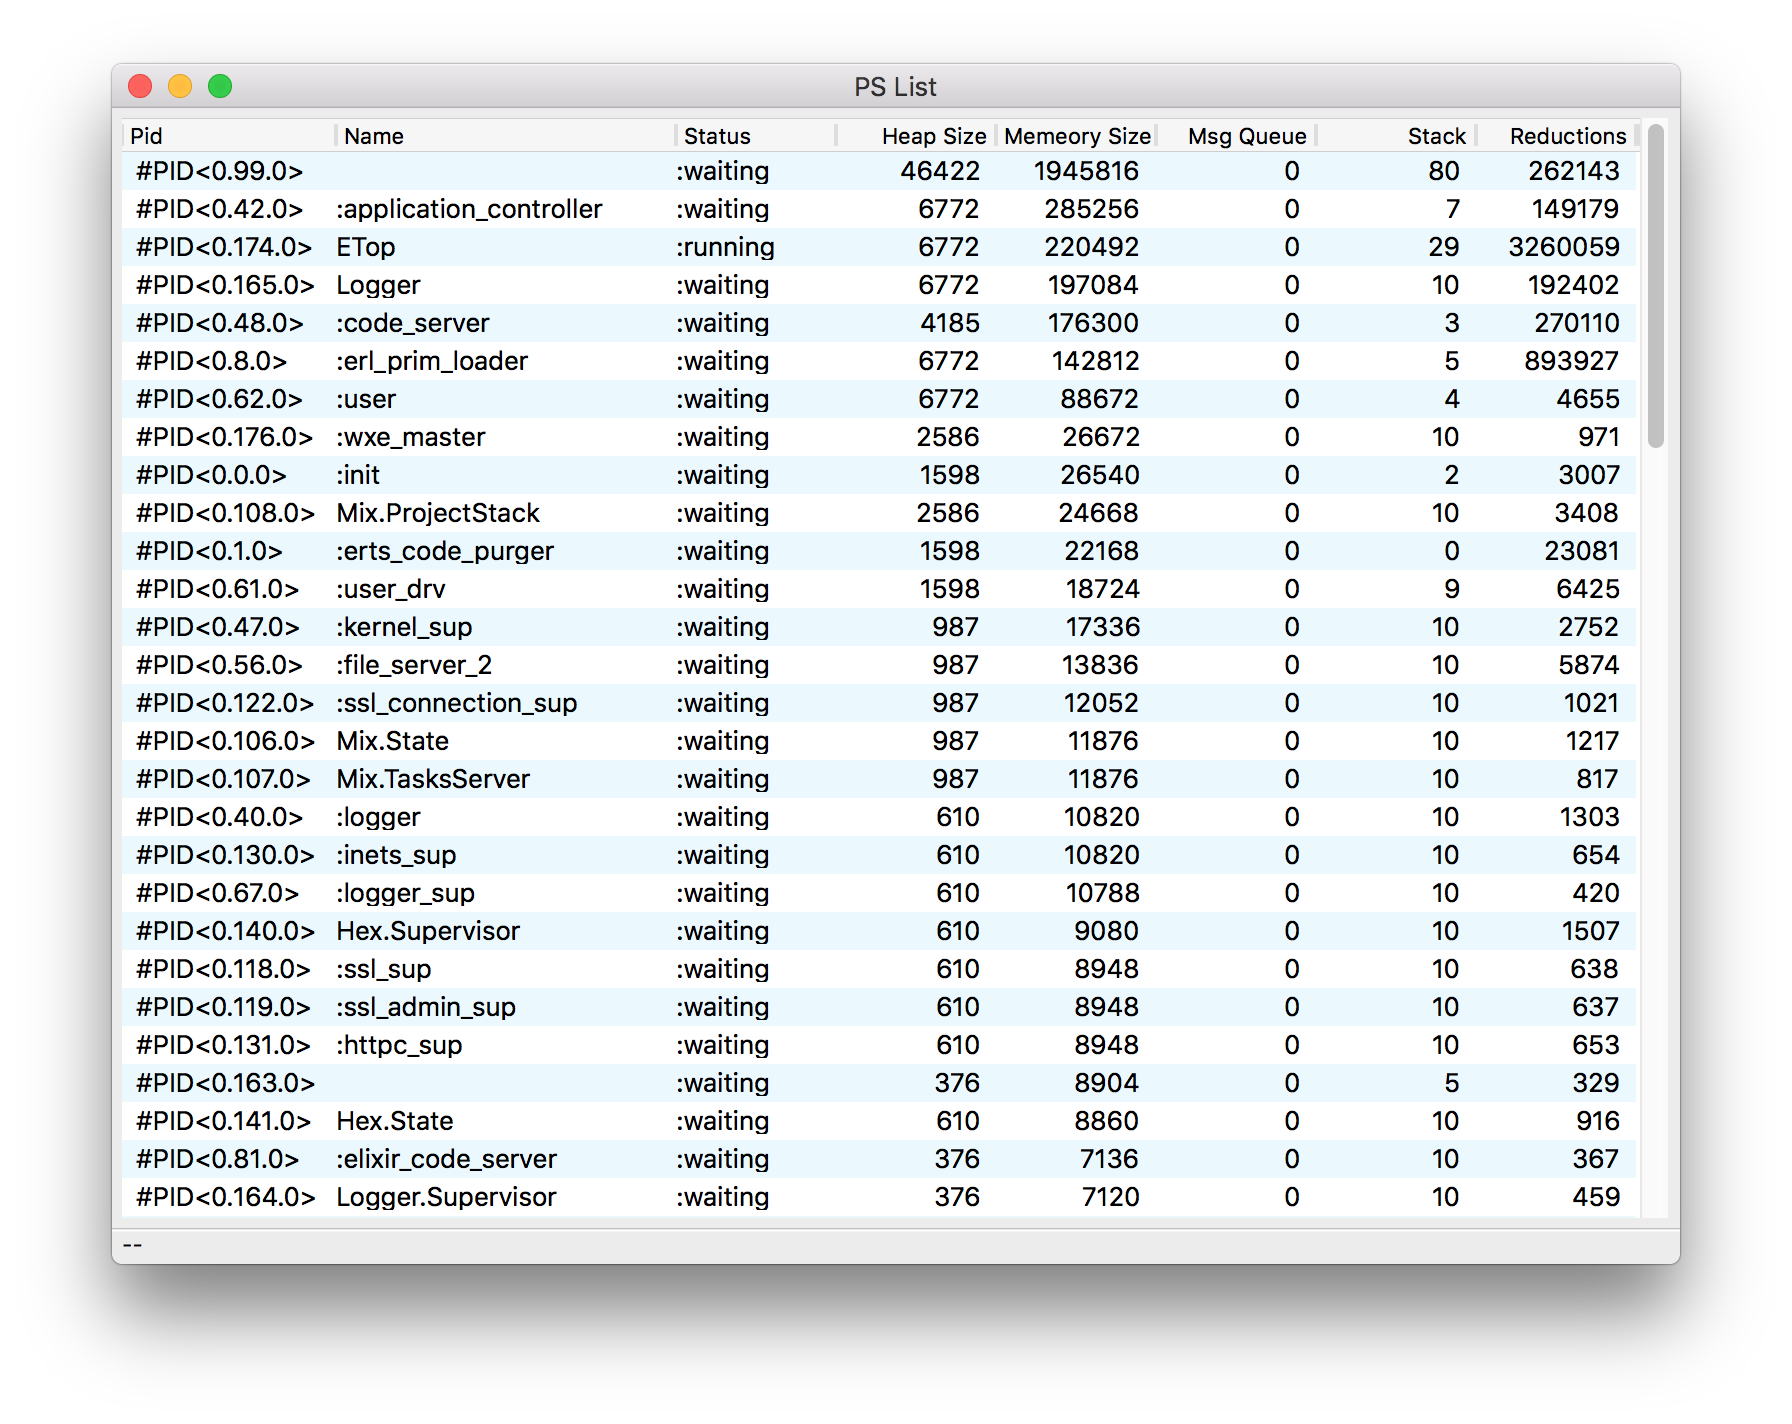 PS List
Pid Name Status Heap Size Memeory Size Msg Queue Stack Reductions
#PID<0.99.0> :waiting 46422 1945816 0 80 262143
#PID<0.42.0> :application_controller :waiting 6772 285256 0 7 149179
#PID<0.174.0> ETop :running 6772 220492 0 29 3260059
#PID<0.165.0> Logger :waiting 6772 197084 0 10 192402
#PID<0.48.0> :code_server :waiting 4185 176300 0 3 270110
#PID<0.8.0> :erl_prim_loader :waiting 6772 142812 0 5 893927
#PID<0.62.0> :user :waiting 6772 88672 0 4 4655
#PID<0.176.0> :wxe_master :waiting 2586 26672 0 10 971
#PID<0.0.0> :init :waiting 1598 26540 0 2 3007
#PID<0.108.0> Mix.ProjectStack :waiting 2586 24668 0 10 3408
#PID<0.1.0> :erts_code_purger :waiting 1598 22168 0 0 23081
#PID<0.61.0> :user_drv :waiting 1598 18724 0 9 6425
#PID<0.47.0> :kernel_sup :waiting 987 17336 0 10 2752
#PID<0.56.0> :file_server_2 :waiting 987 13836 0 10 5874
#PID<0.122.0> :ssl_connection_sup :waiting 987 12052 0 10 1021
#PID<0.106.0> Mix.State :waiting 987 11876 0 10 1217
#PID<0.107.0> Mix.TasksServer :waiting 987 11876 0 10 817
#PID<0.40.0> :logger :waiting 610 10820 0 10 1303
#PID<0.130.0> :inets_sup :waiting 610 10820 0 10 654
#PID<0.67.0> :logger_sup :waiting 610 10788 0 10 420
#PID<0.140.0> Hex.Supervisor :waiting 610 9080 0 10 1507
#PID<0.118.0> :ssl_sup :waiting 610 8948 0 10 638
#PID<0.119.0> :ssl_admin_sup :waiting 610 8948 0 10 637
#PID<0.131.0> :httpc_sup :waiting 610 8948 0 10 653
#PID<0.163.0> :waiting 376 8904 0 5 329
#PID<0.141.0> Hex.State :waiting 610 8860 0 10 916
#PID<0.81.0> :elixir_code_server :waiting 376 7136 0 10 367
#PID<0.164.0> Logger.Supervisor :waiting 376 7120 0 10 459
--